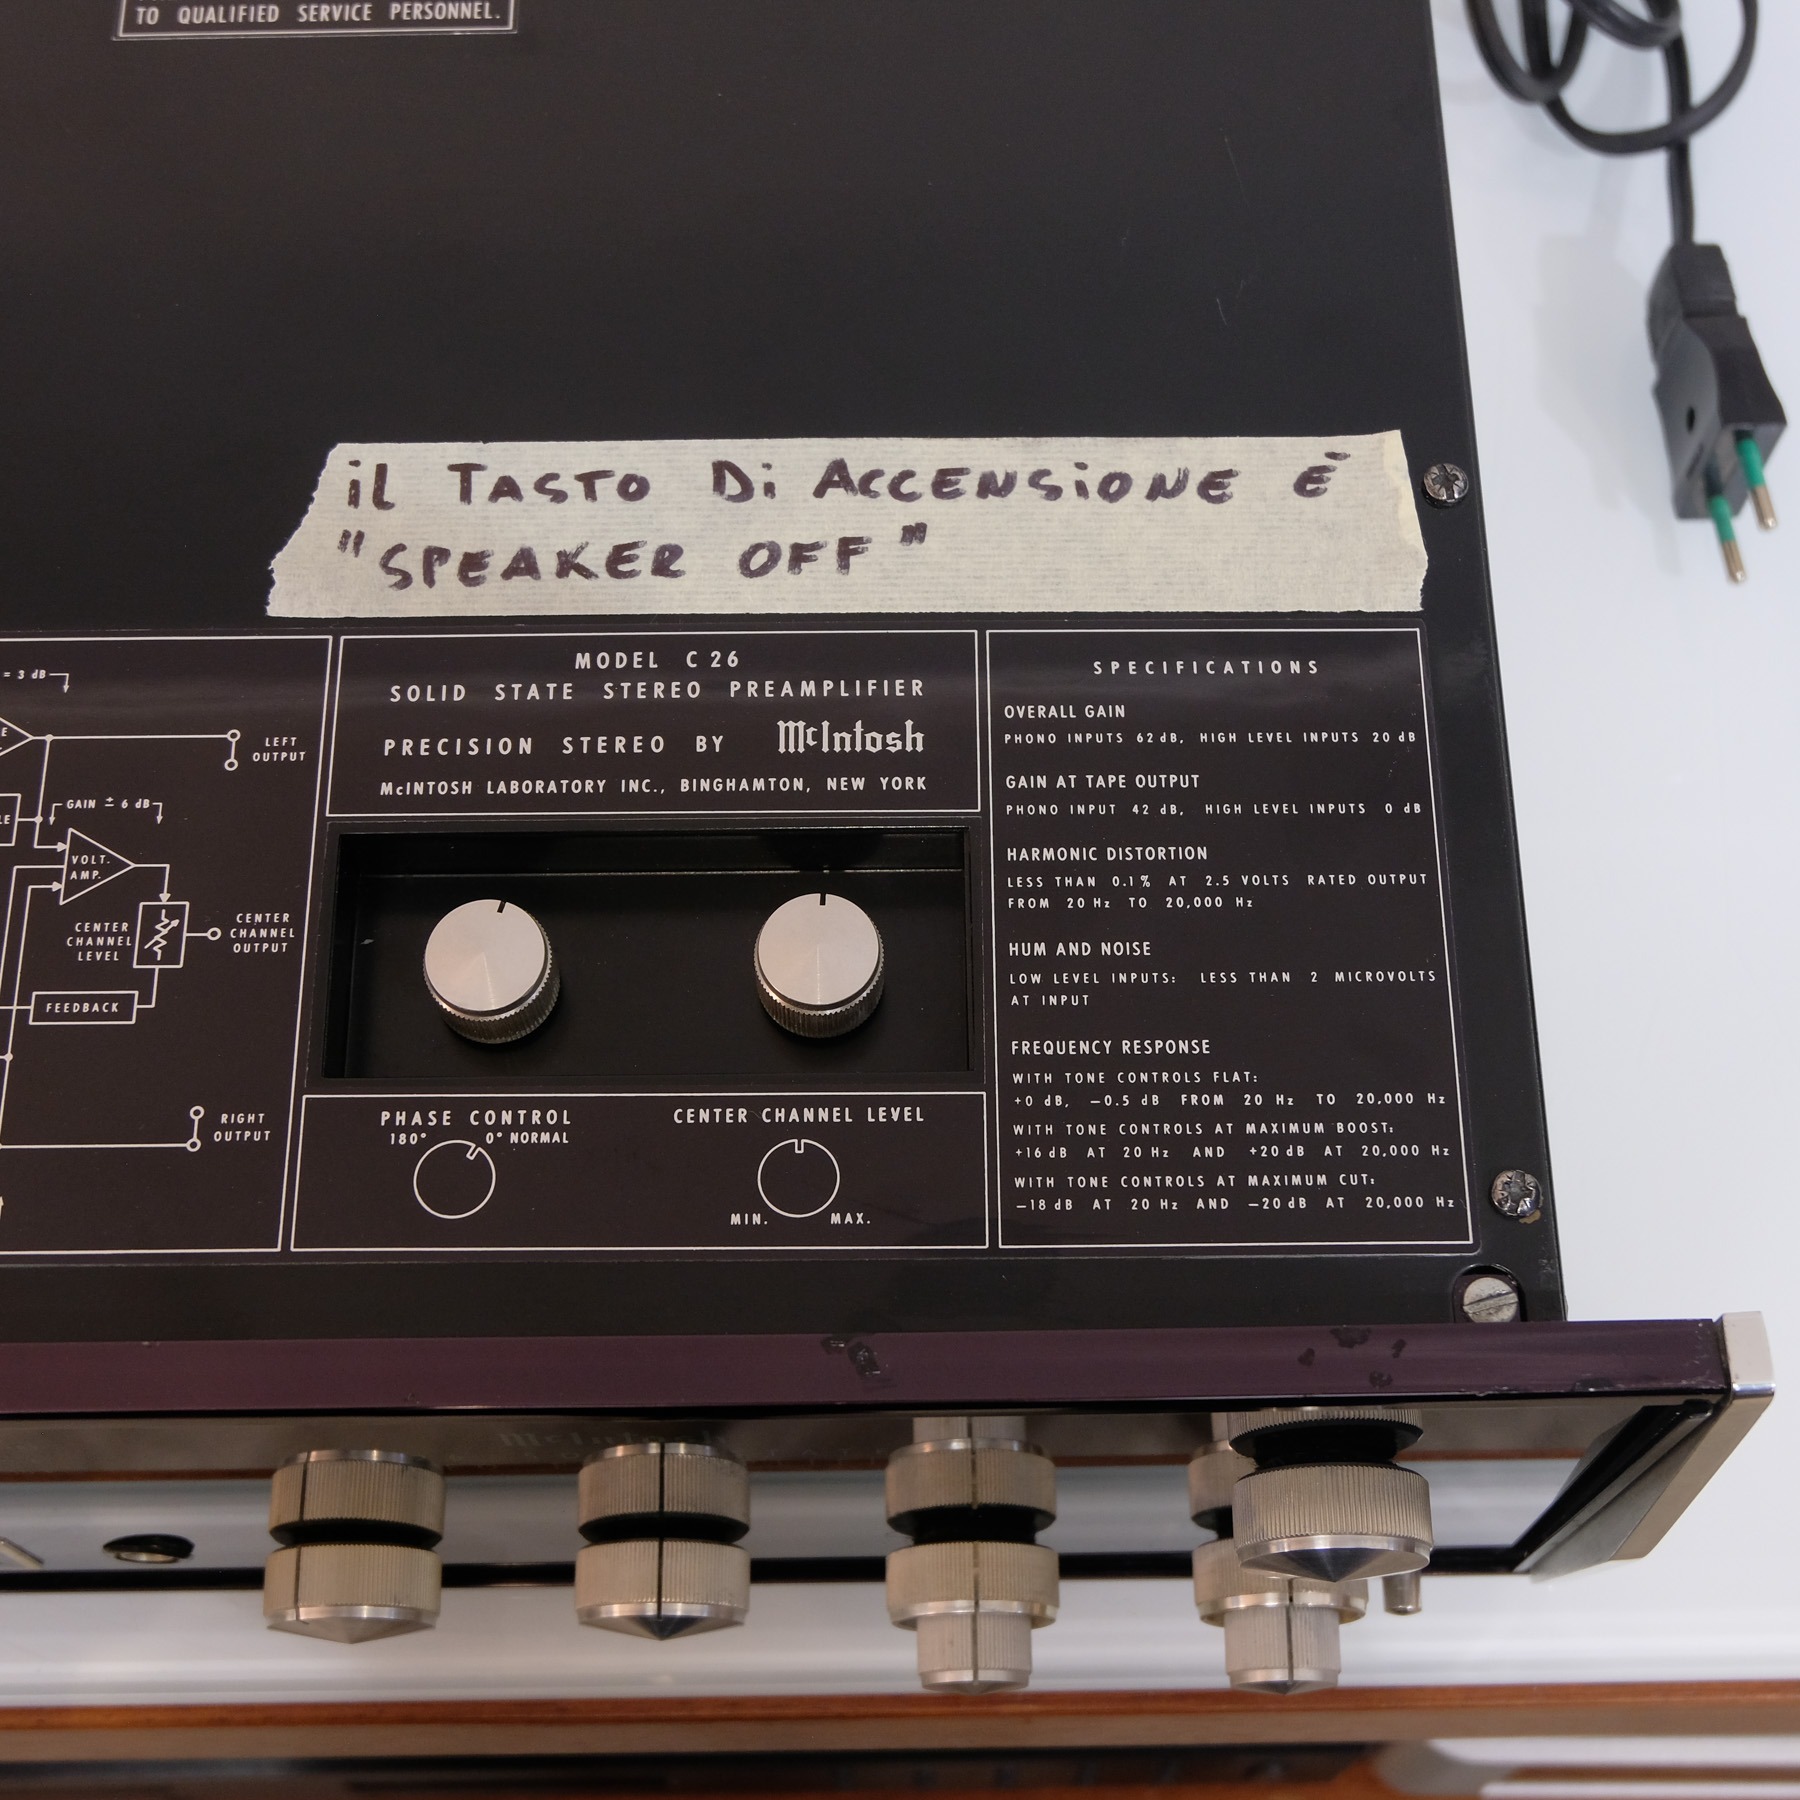 TO QUALIFIED SERVICE PERSONNEL.
iL TASTO Di ACCENSiONE È
"SPEAKER OFF"
= 3 dB
LEFT
OUTPUT
GAIN ± 6 dB
VOLT.
AMP.
CENTER
CHANNEL
LEVEL
CENTER
CHANNEL
OUTPUT
FEEDBACK
RIGHT
OUTPUT
MODEL C 26
SOLID STATE STEREO PREAMPLIFIER
PRECISION STEREO BY McIntosh
McINTOSH LABORATORY INC., BINGHAMTON, NEW YORK
PHASE CONTROL
180° 0° NORMAL
CENTER CHANNEL LEVEL
MIN. MAX.
SPECIFICATIONS
OVERALL GAIN
PHONO INPUTS 62 dB, HIGH LEVEL INPUTS 20 dB
GAIN AT TAPE OUTPUT
PHONO INPUT 42 dB, HIGH LEVEL INPUTS 0 dB
HARMONIC DISTORTION
LESS THAN 0.1% AT 2.5 VOLTS RATED OUTPUT
FROM 20 Hz TO 20,000 Hz
HUM AND NOISE
LOW LEVEL INPUTS: LESS THAN 2 MICROVOLTS
AT INPUT
FREQUENCY RESPONSE
WITH TONE CONTROLS FLAT:
+0 dB, −0.5 dB FROM 20 Hz TO 20,000 Hz
WITH TONE CONTROLS AT MAXIMUM BOOST:
+16 dB AT 20 Hz AND +20 dB AT 20,000 Hz
WITH TONE CONTROLS AT MAXIMUM CUT:
−18 dB AT 20 Hz AND −20 dB AT 20,000 Hz
McIntosh